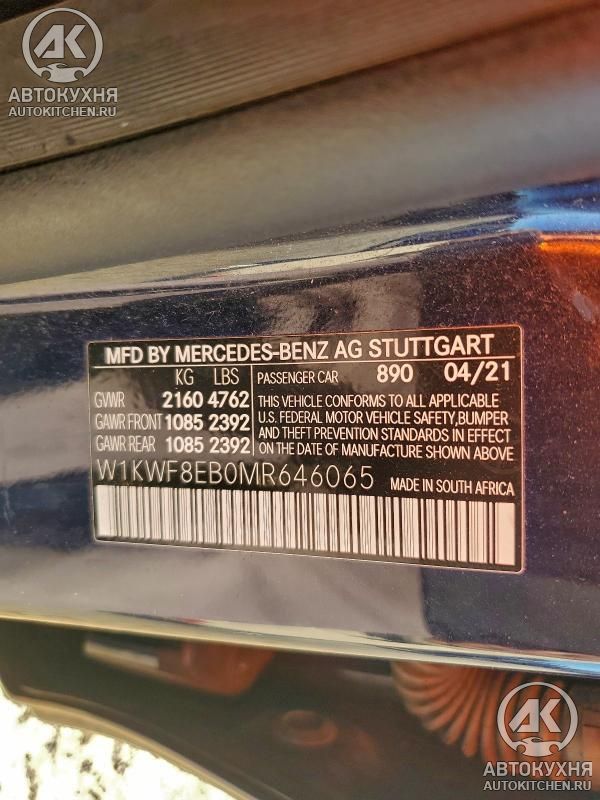 АК
АВТОКУХНЯ
AUTOKITCHEN.RU
MFD BY MERCEDES-BENZ AG STUTTGART
KG LBS
GVWR 2160 4762
GAWR FRONT 1085 2392
GAWR REAR 1085 2392
PASSENGER CAR 890 04/21
THIS VEHICLE CONFORMS TO ALL APPLICABLE
U.S. FEDERAL MOTOR VEHICLE SAFETY, BUMPER
AND THEFT PREVENTION STANDARDS IN EFFECT
ON THE DATE OF MANUFACTURE SHOWN ABOVE
W1KWF8EB0MR646065 MADE IN SOUTH AFRICA
АК
АВТОКУХНЯ
AUTOKITCHEN.RU